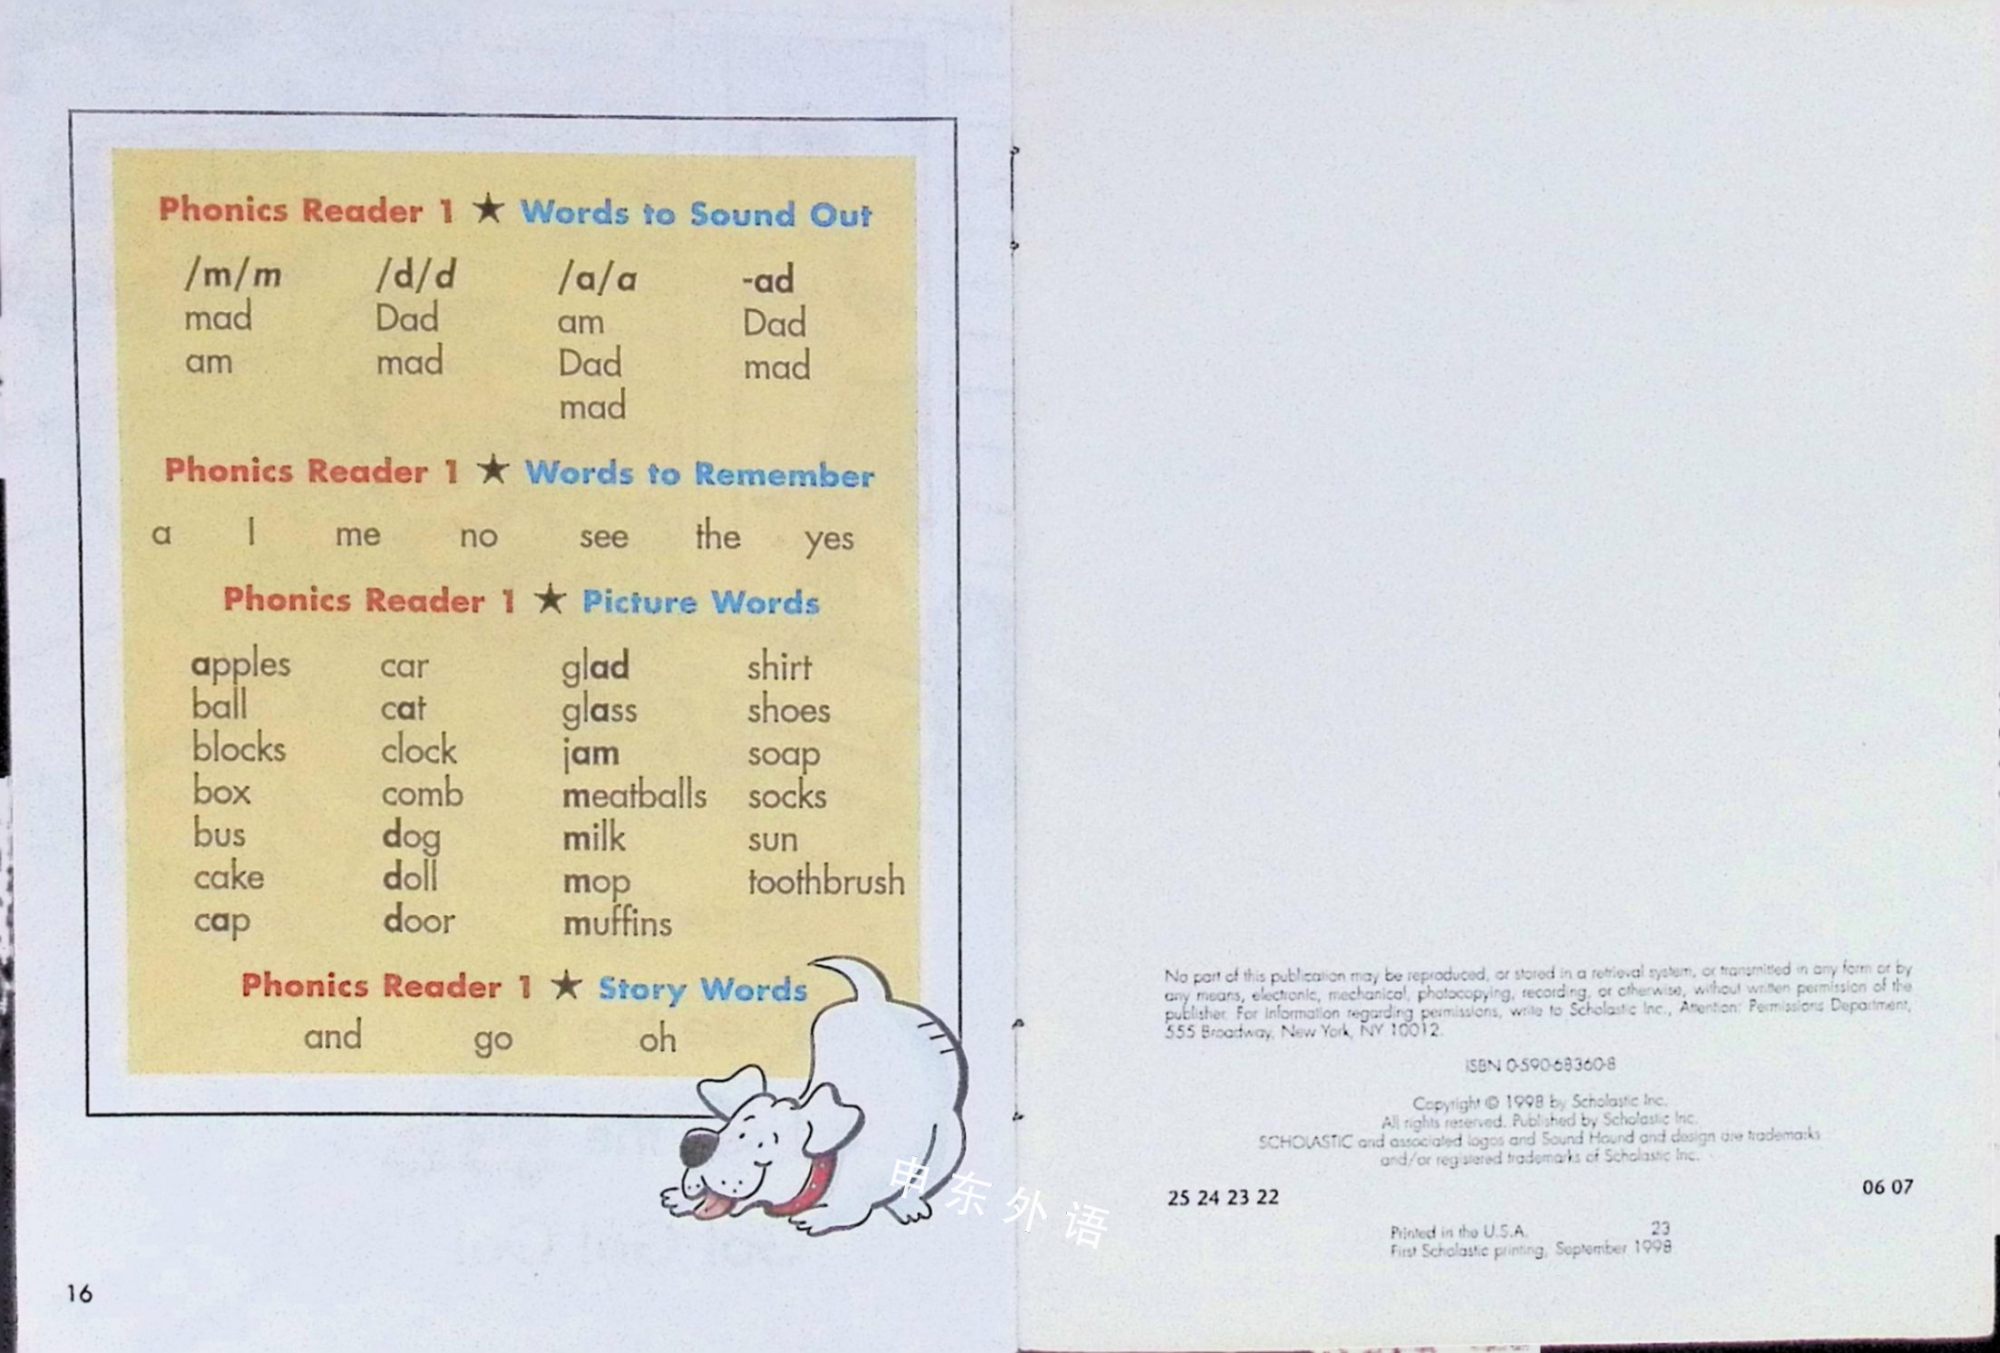 Phonics Reader 1 ★ Words to Sound Out
/m/m /d/d /a/a -ad
mad Dad am Dad
am mad Dad mad
mad
Phonics Reader 1 ★ Words to Remember
a I me no see the yes
Phonics Reader 1 ★ Picture Words
apples car glad shirt
ball cat glass shoes
blocks clock jam soap
box comb meatballs socks
bus dog milk sun
cake doll mop toothbrush
cap door muffins
Phonics Reader 1 ★ Story Words
and go oh
申东外语
16
No part of this publication may be reproduced, or stored in a retrieval system, or transmitted in any form or by
any means, electronic, mechanical, photocopying, recording, or otherwise, without written permission of the
publisher. For information regarding permissions, write to Scholastic Inc., Attention: Permissions Department,
555 Broadway, New York, NY 10012.
ISBN 0-590-68360-8
Copyright © 1998 by Scholastic Inc.
All rights reserved. Published by Scholastic Inc.
SCHOLASTIC and associated logos and Sound Hound and design are trademarks
and/or registered trademarks of Scholastic Inc.
25 24 23 22 06 07
Printed in the U.S.A. 23
First Scholastic printing, September 1998